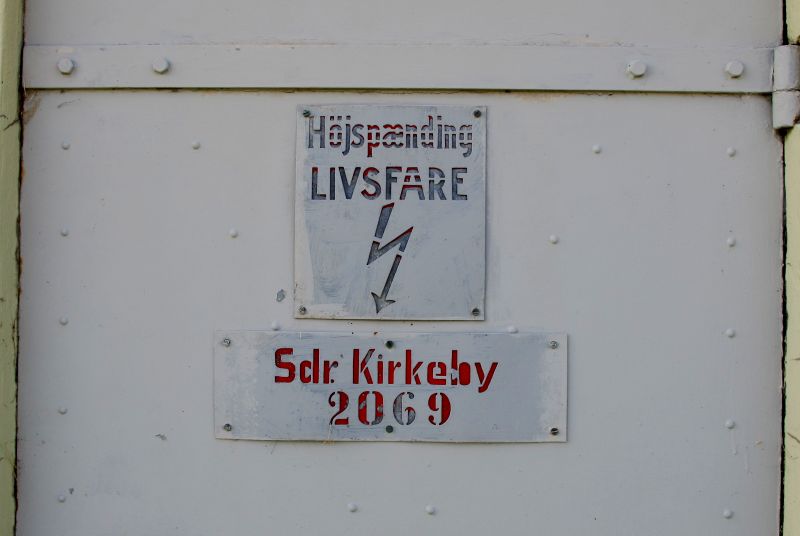 Höjspænding
LIVSFARE
Sdr. Kirkeby
2069